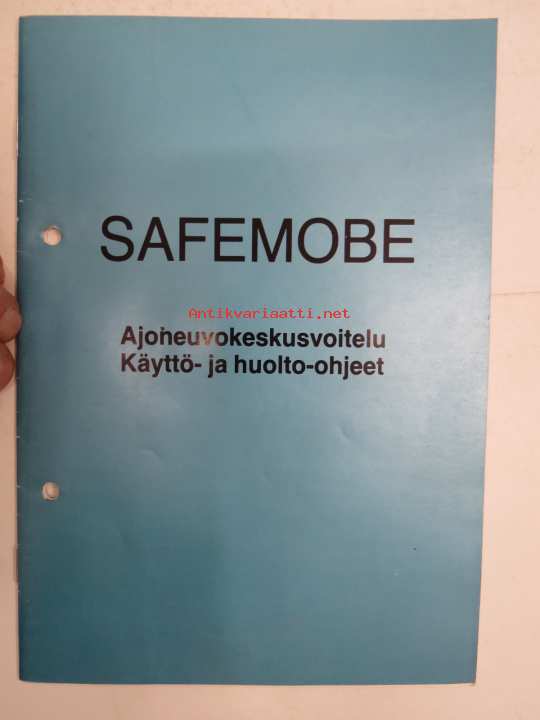 SAFEMOBE
Antikvariaatti.net
Ajoneuvokeskusvoitelu
Käyttö- ja huolto-ohjeet